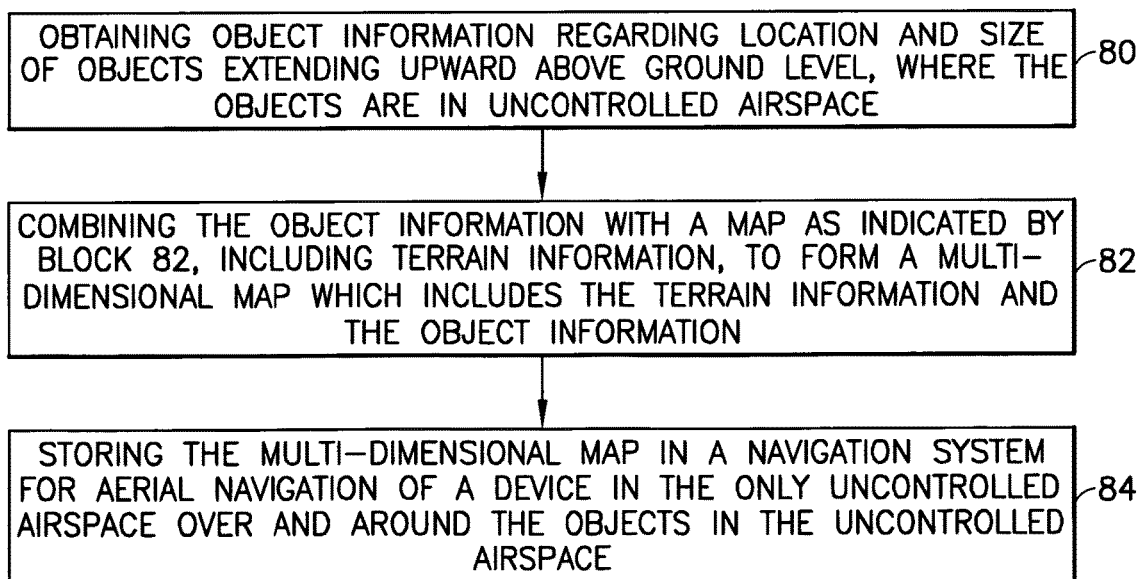 OBTAINING OBJECT INFORMATION REGARDING LOCATION AND SIZE
OF OBJECTS EXTENDING UPWARD ABOVE GROUND LEVEL, WHERE THE
OBJECTS ARE IN UNCONTROLLED AIRSPACE
80
COMBINING THE OBJECT INFORMATION WITH A MAP AS INDICATED BY
BLOCK 82, INCLUDING TERRAIN INFORMATION, TO FORM A MULTI-
DIMENSIONAL MAP WHICH INCLUDES THE TERRAIN INFORMATION AND
THE OBJECT INFORMATION
82
STORING THE MULTI-DIMENSIONAL MAP IN A NAVIGATION SYSTEM
FOR AERIAL NAVIGATION OF A DEVICE IN THE ONLY UNCONTROLLED
AIRSPACE OVER AND AROUND THE OBJECTS IN THE UNCONTROLLED
AIRSPACE
84